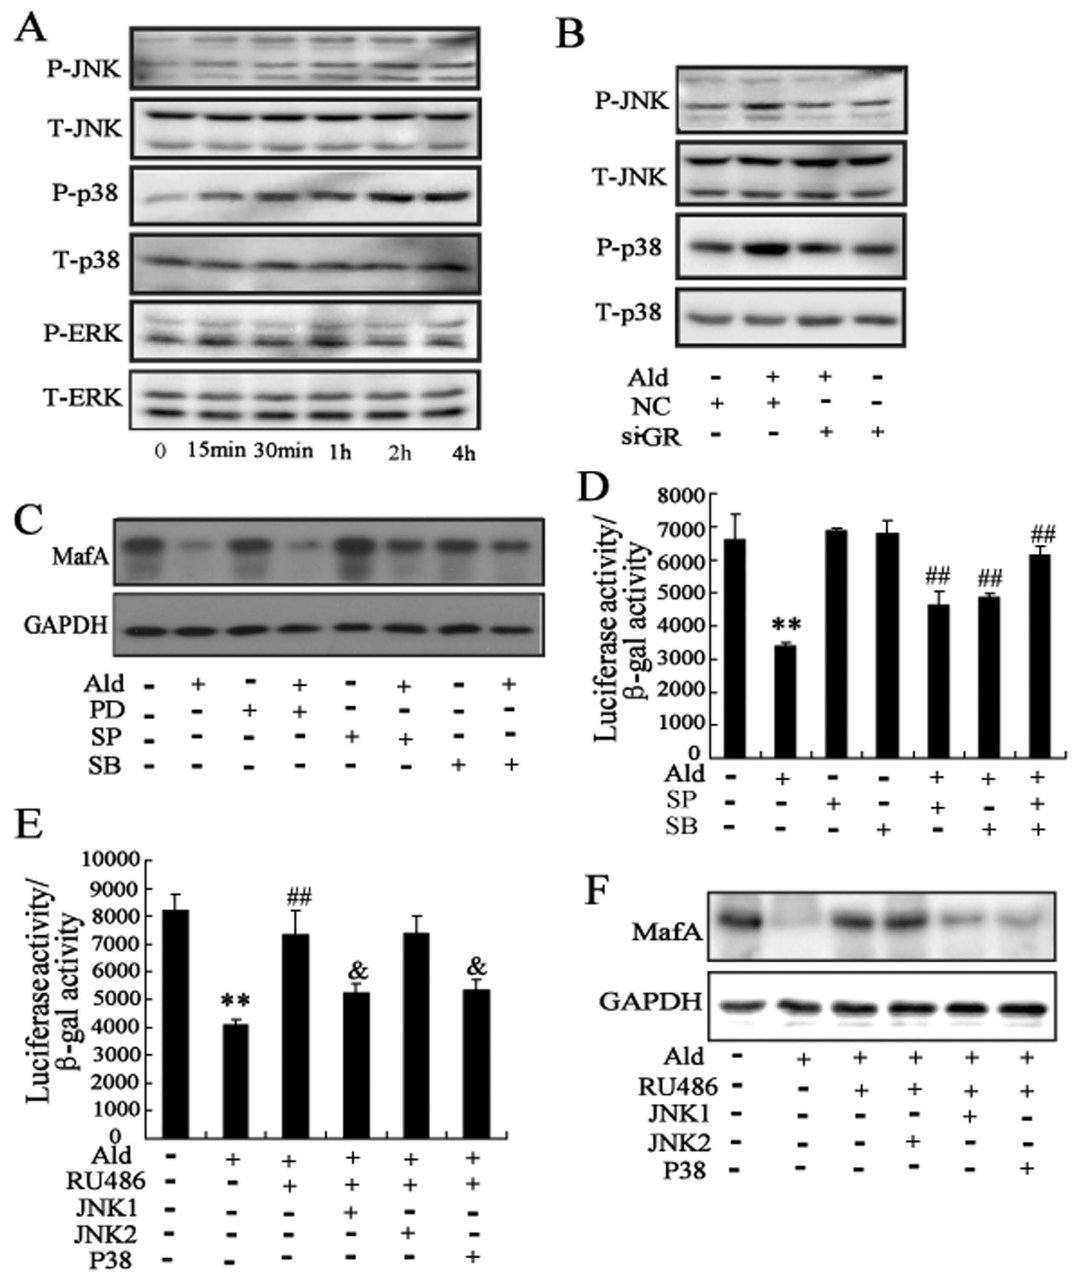 A
P-JNK
T-JNK
P-p38
T-p38
P-ERK
T-ERK
0 15min 30min 1h 2h 4h
B
P-JNK
T-JNK
P-p38
T-p38
Ald - + + -
NC + + - -
siGR - - + +
C
MafA
GAPDH
Ald - + - + - + - +
PD - - + + - - - -
SP - - - - + + - -
SB - - - - - - + +
D
Luciferase activity/
β-gal activity
8000
7000
6000
5000
4000
3000
2000
1000
0
** ## ## ##
Ald - + - - + + +
SP - - + - + - +
SB - - - + - + +
E
Luciferase activity/
β-gal activity
10000
9000
8000
7000
6000
5000
4000
3000
2000
1000
0
** ## & &
Ald - + + + + +
RU486 - - + + + +
JNK1 - - - + - -
JNK2 - - - - + -
P38 - - - - - +
F
MafA
GAPDH
Ald - + + + + +
RU486 - - + + + +
JNK1 - - - - + -
JNK2 - - - + - -
P38 - - - - - +